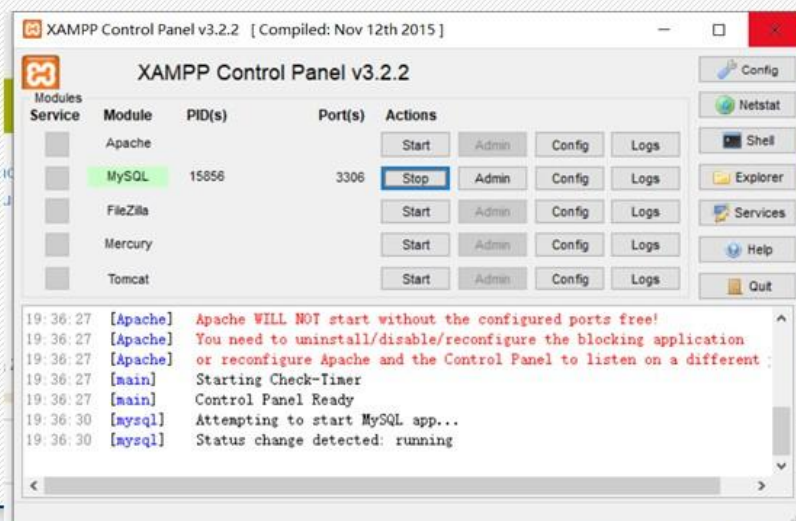 XAMPP Control Panel v3.2.2 [ Compiled: Nov 12th 2015 ]
XAMPP Control Panel v3.2.2
Config
Modules
Service Module PID(s) Port(s) Actions
Netstat
Apache Start Admin Config Logs
Shell
MySQL 15856 3306 Stop Admin Config Logs
Explorer
FileZilla Start Admin Config Logs
Services
Mercury Start Admin Config Logs
Help
Tomcat Start Admin Config Logs
Quit
19:36:27 [Apache] Apache WILL NOT start without the configured ports free!
19:36:27 [Apache] You need to uninstall/disable/reconfigure the blocking application
19:36:27 [Apache] or reconfigure Apache and the Control Panel to listen on a different
19:36:27 [main] Starting Check-Timer
19:36:27 [main] Control Panel Ready
19:36:30 [mysql] Attempting to start MySQL app...
19:36:30 [mysql] Status change detected: running